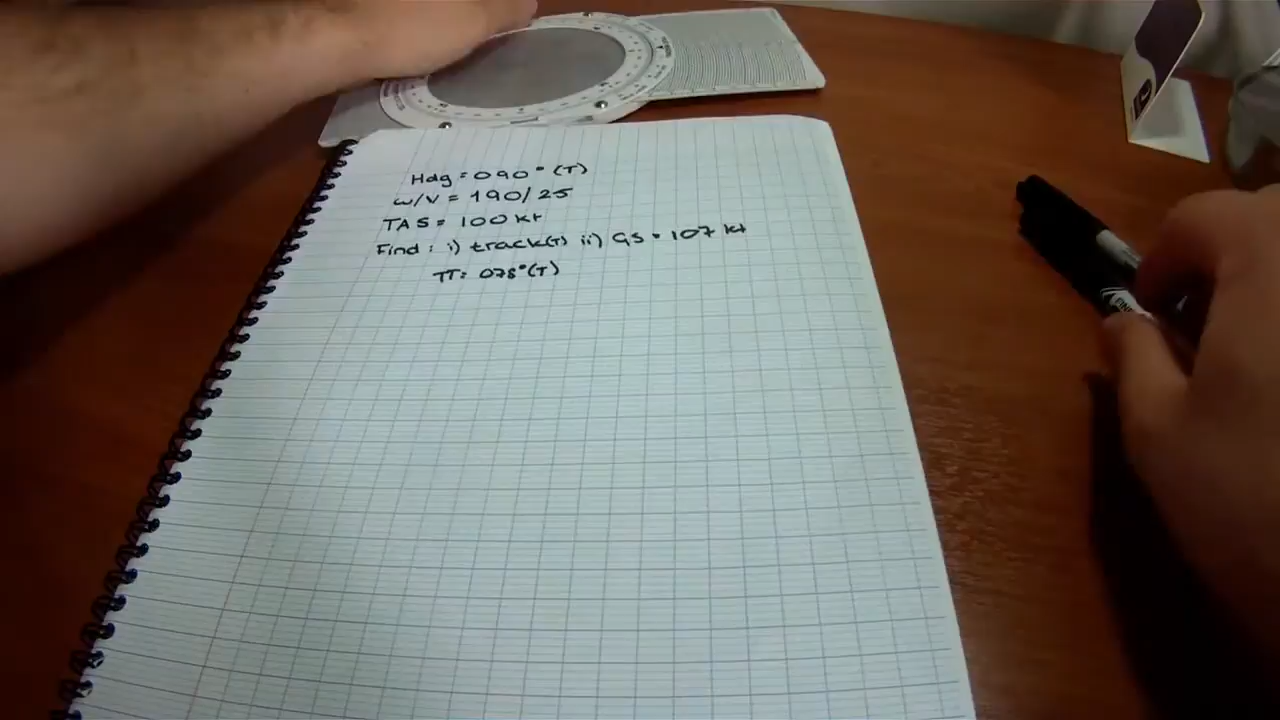 Hdg = 090° (T)
W/V = 190/25
TAS = 100 kt
Find: i) track(T) ii) GS = 107 kt
TT: 078°(T)